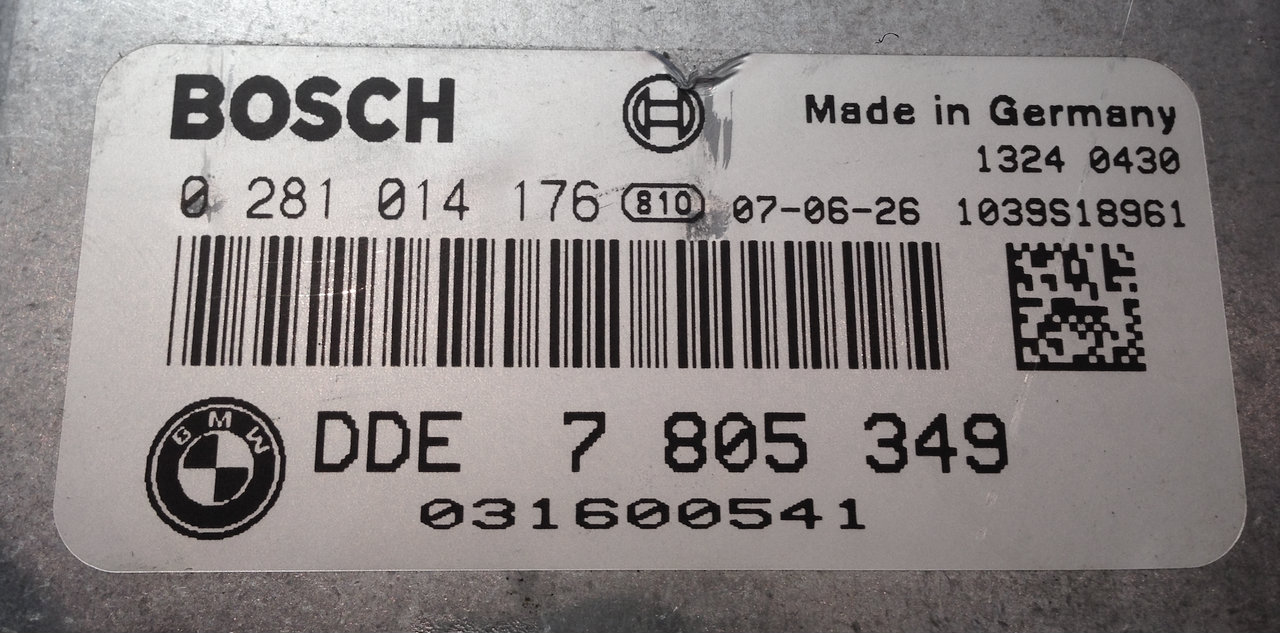 BOSCH
Made in Germany
1324 0430
0 281 014 176 810 07-06-26 1039S18961
BMW
DDE 7 805 349
031600541